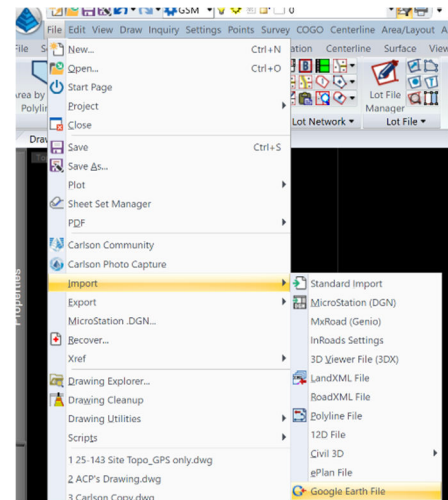 GSM 0
File Edit View Draw Inquiry Settings Points Survey COGO Centerline Area/Layout
File Centerline Surface View
New... Ctrl+N
Open... Ctrl+O
Start Page
Project
Close
Save Ctrl+S
Save As...
Plot
Sheet Set Manager
PDF
Carlson Community
Carlson Photo Capture
Import
Export
MicroStation .DGN...
Recover...
Xref
Drawing Explorer...
Drawing Cleanup
Drawing Utilities
Scripts
1 25-143 Site Topo_GPS only.dwg
2 ACP's Drawing.dwg
3 Carlson Copy.dwg
Lot File
Manager
Lot Network
Lot File
Properties
Standard Import
MicroStation (DGN)
MxRoad (Genio)
InRoads Settings
3D Viewer File (3DX)
LandXML File
RoadXML File
Polyline File
12D File
Civil 3D
ePlan File
Google Earth File